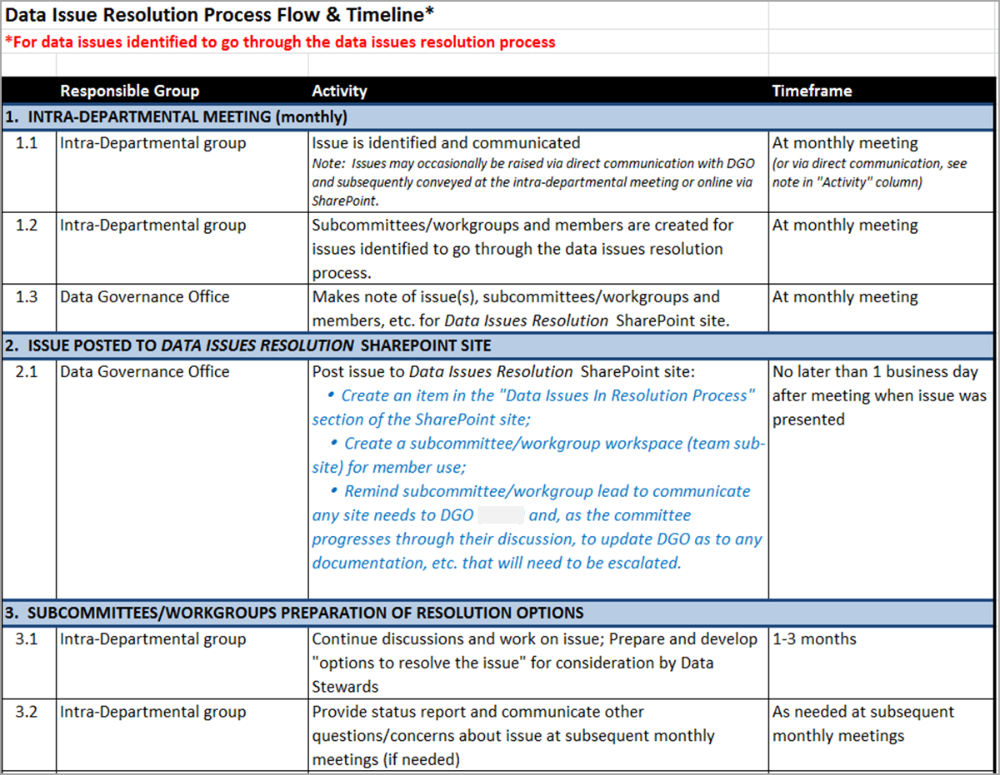 Data Issue Resolution Process Flow & Timeline*
*For data issues identified to go through the data issues resolution process
Responsible Group Activity Timeframe
1. INTRA-DEPARTMENTAL MEETING (monthly)
1.1 Intra-Departmental group Issue is identified and communicated At monthly meeting
Note: Issues may occasionally be raised via direct communication with DGO (or via direct communication, see
and subsequently conveyed at the intra-departmental meeting or online via note in "Activity" column)
SharePoint.
1.2 Intra-Departmental group Subcommittees/workgroups and members are created for At monthly meeting
issues identified to go through the data issues resolution
process.
1.3 Data Governance Office Makes note of issue(s), subcommittees/workgroups and At monthly meeting
members, etc. for Data Issues Resolution SharePoint site.
2. ISSUE POSTED TO DATA ISSUES RESOLUTION SHAREPOINT SITE
2.1 Data Governance Office Post issue to Data Issues Resolution SharePoint site: No later than 1 business day
• Create an item in the "Data Issues In Resolution Process" after meeting when issue was
section of the SharePoint site; presented
• Create a subcommittee/workgroup workspace (team sub-
site) for member use;
• Remind subcommittee/workgroup lead to communicate
any site needs to DGO and, as the committee
progresses through their discussion, to update DGO as to any
documentation, etc. that will need to be escalated.
3. SUBCOMMITTEES/WORKGROUPS PREPARATION OF RESOLUTION OPTIONS
3.1 Intra-Departmental group Continue discussions and work on issue; Prepare and develop 1-3 months
"options to resolve the issue" for consideration by Data
Stewards
3.2 Intra-Departmental group Provide status report and communicate other As needed at subsequent
questions/concerns about issue at subsequent monthly monthly meetings
meetings (if needed)